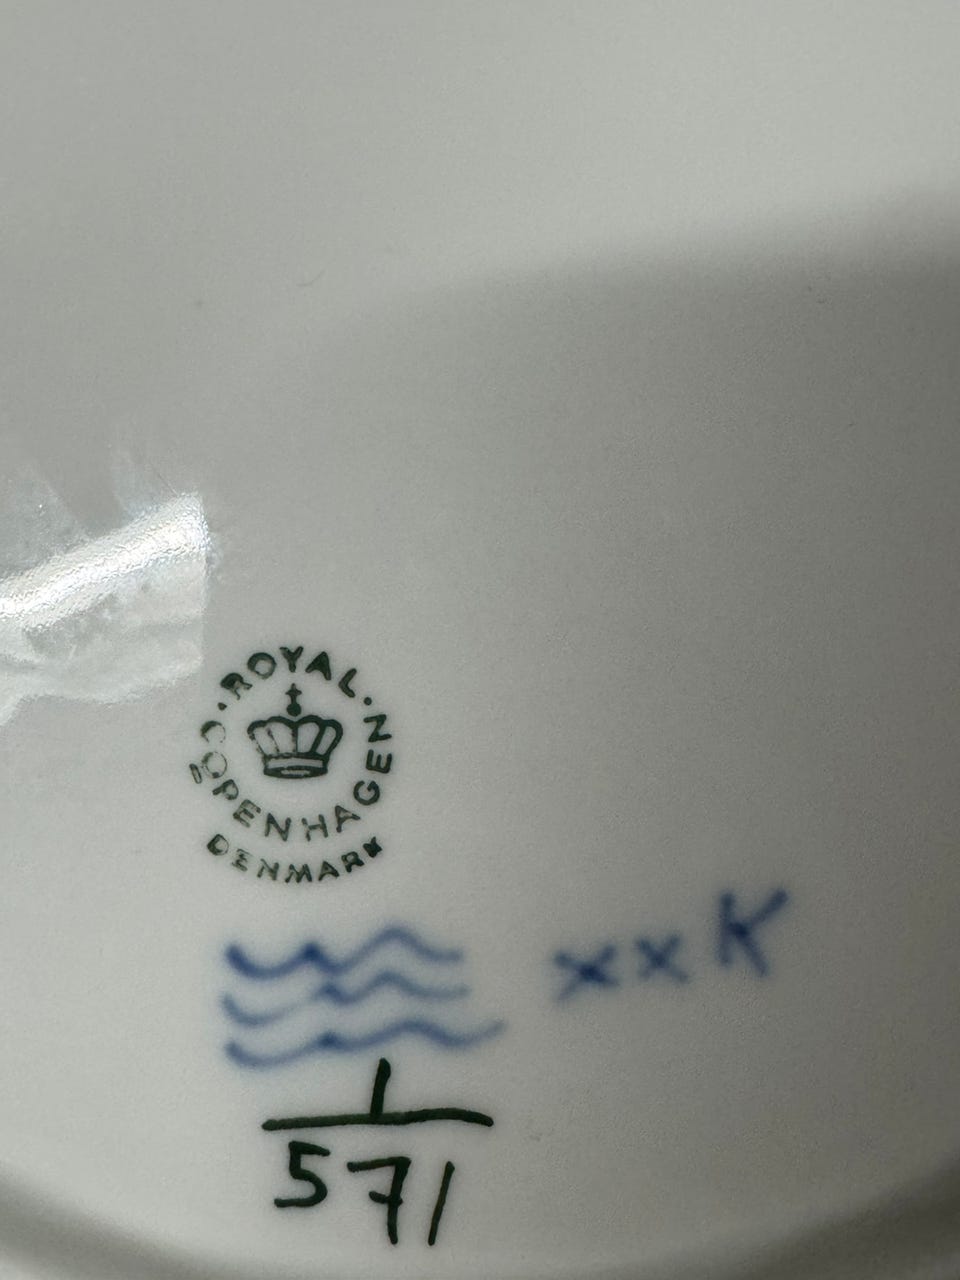 ROYAL
COPENHAGEN
DENMARK
xxK
1
571